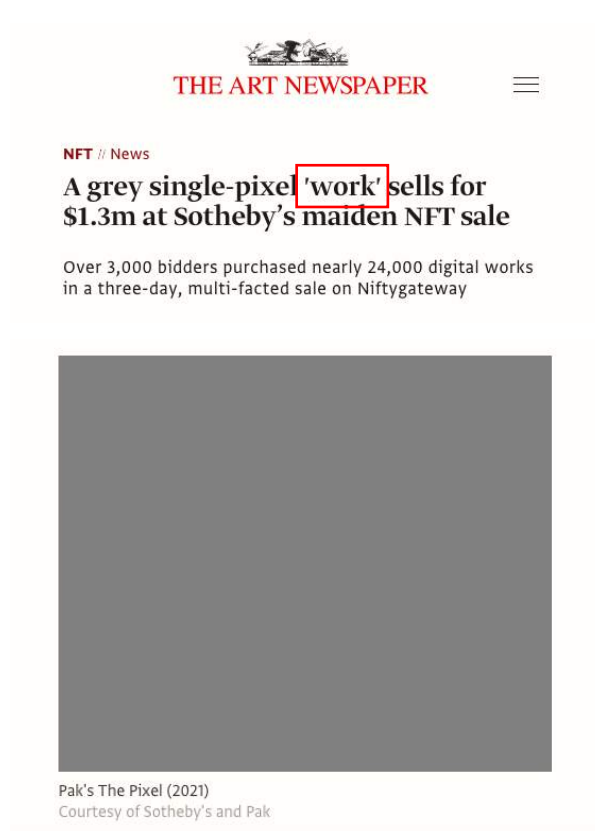 THE ART NEWSPAPER
NFT // News
A grey single-pixel 'work' sells for
$1.3m at Sotheby's maiden NFT sale
Over 3,000 bidders purchased nearly 24,000 digital works
in a three-day, multi-facted sale on Niftygateway
Pak's The Pixel (2021)
Courtesy of Sotheby's and Pak